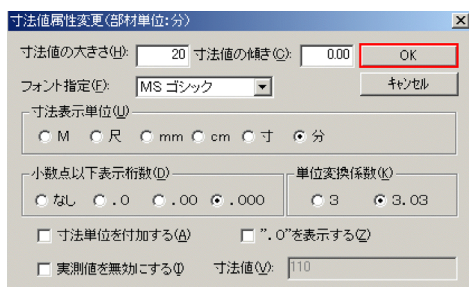 寸法値属性変更(部材単位:分)
寸法値の大きさ(H): 20 寸法値の傾き(C): 0.00 OK
フォント指定(F): MS ゴシック キャンセル
寸法表示単位(U)
M 尺 mm cm 寸 分
小数点以下表示桁数(D) 単位変換係数(K)
なし .0 .00 .000 3 3.03
寸法単位を付加する(A) ".0"を表示する(Z)
実測値を無効にする(I) 寸法値(V): 110